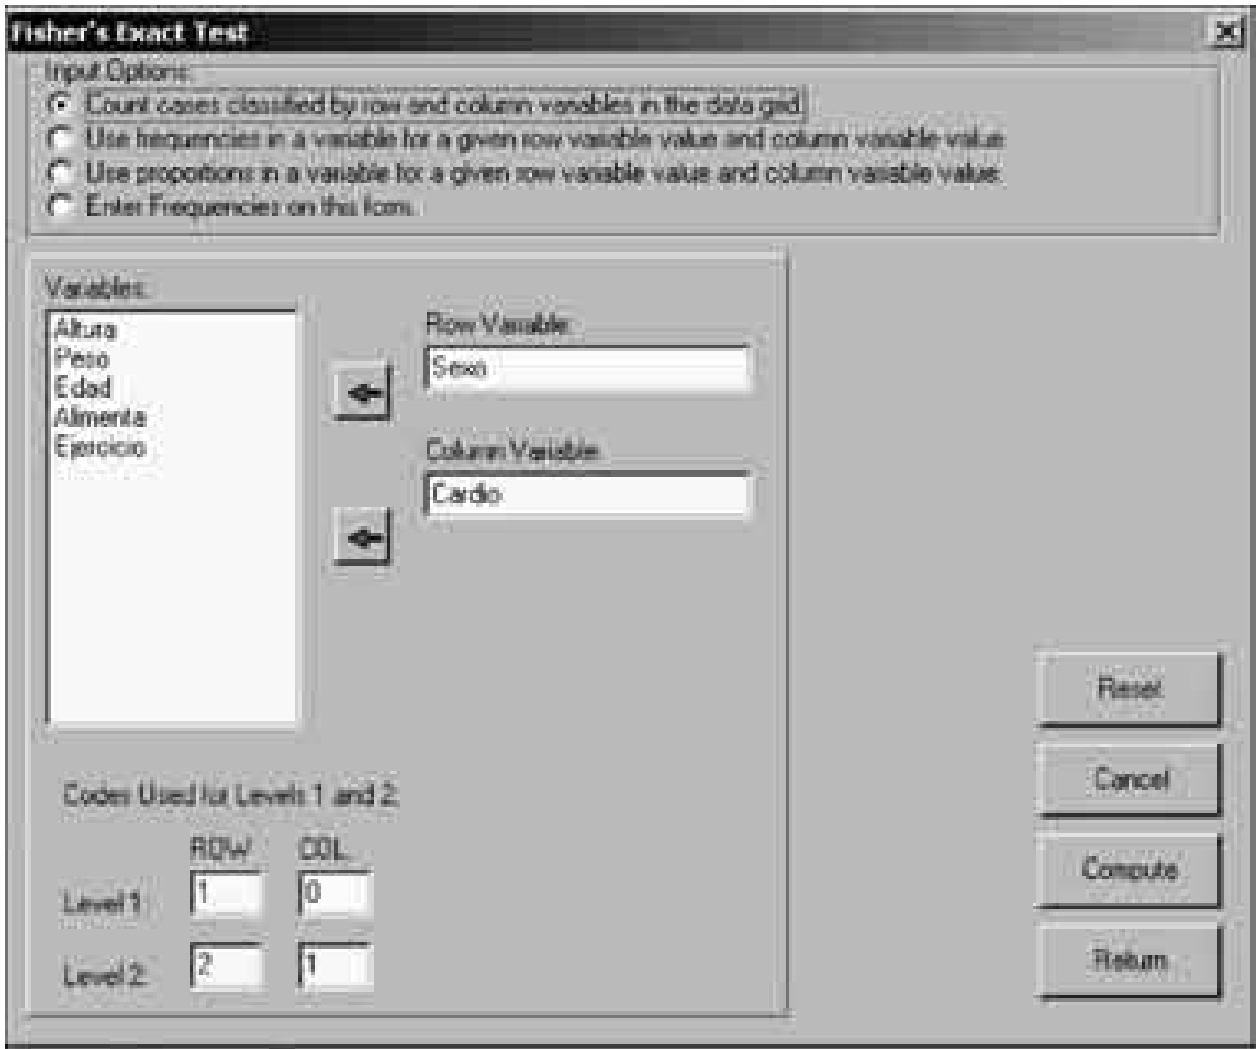 Fisher's Exact Test
Input Options:
Count cases classified by row and column variables in the data grid.
Use frequencies in a variable for a given row variable value and column variable value
Use proportions in a variable for a given row variable value and column variable value.
Enter Frequencies on this form.
Variables:
Altura
Peso
Edad
Alimenta
Ejercicio
Row Variable:
Sexo
Column Variable:
Cardio
Codes Used for Levels 1 and 2:
ROW COL.
Level 1: 1 0
Level 2: 2 1
Reset
Cancel
Compute
Return